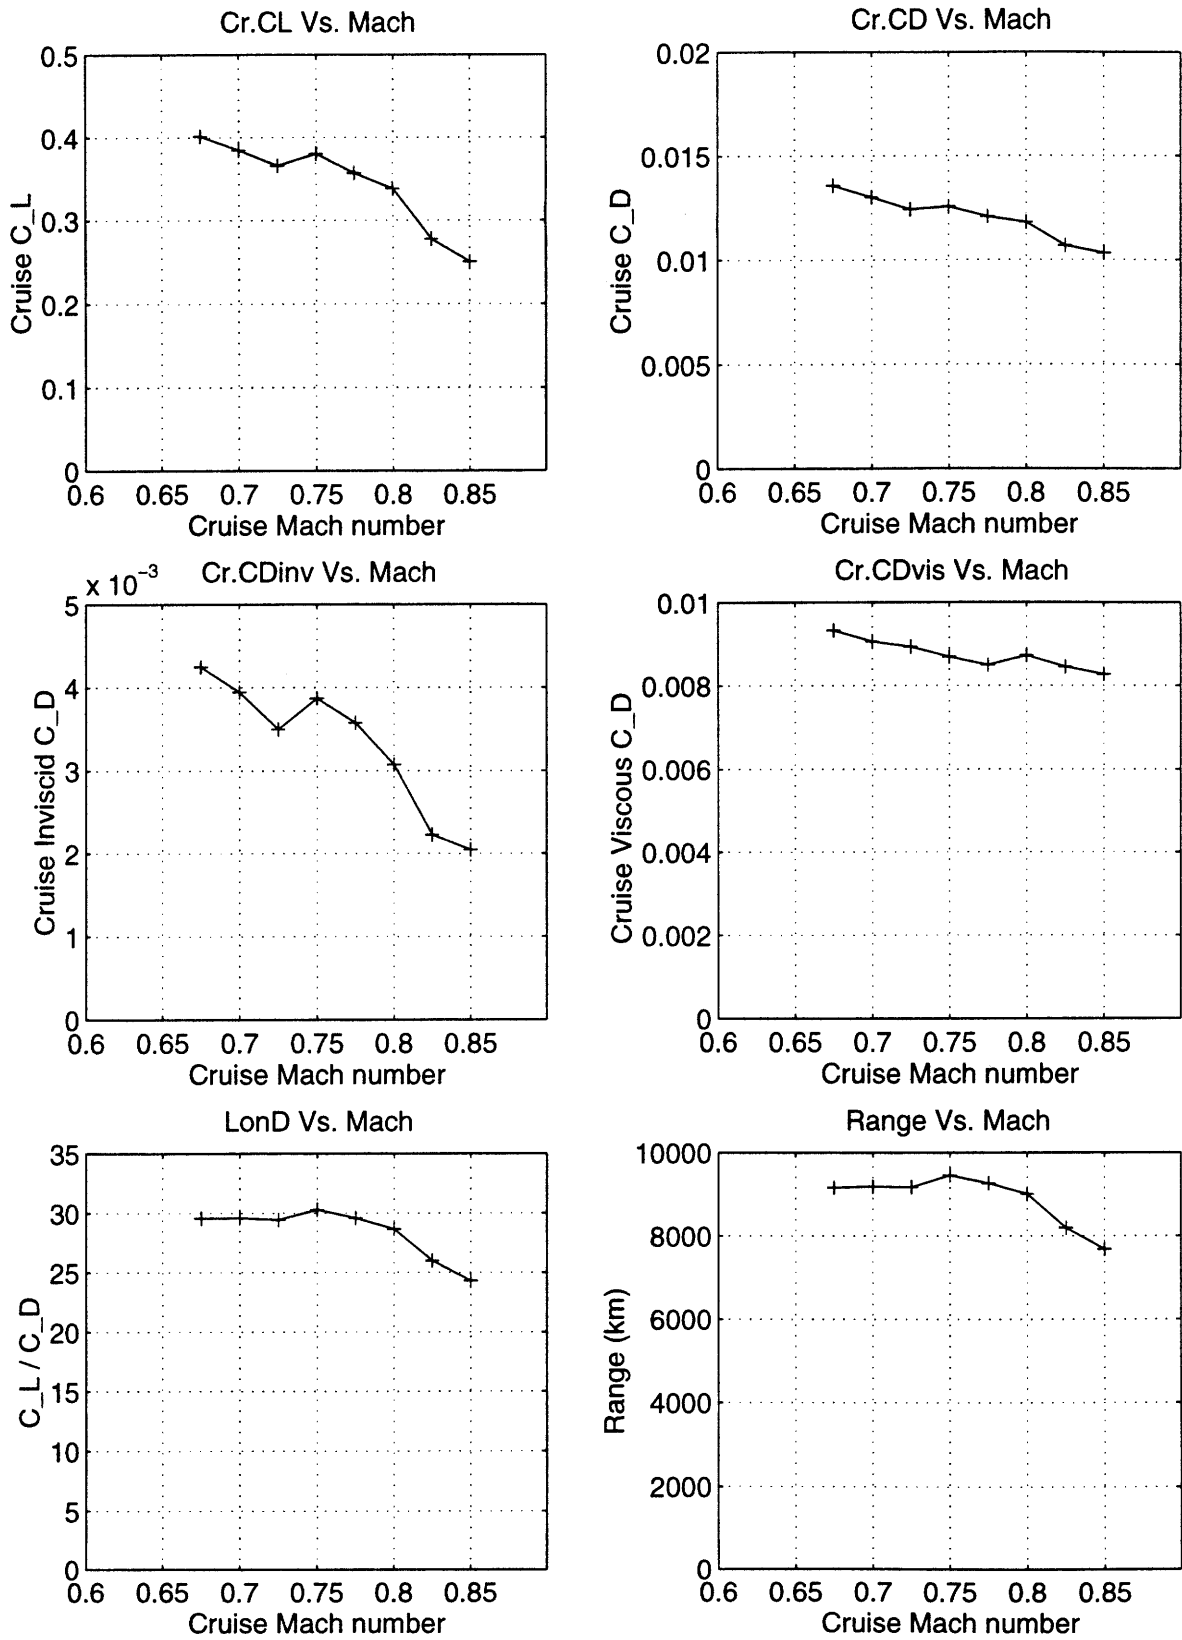 Cr.CL Vs. Mach
0.5
0.4
0.3
0.2
0.1
0
Cruise C_L
0.6 0.65 0.7 0.75 0.8 0.85
Cruise Mach number
Cr.CD Vs. Mach
0.02
0.015
0.01
0.005
0
Cruise C_D
0.6 0.65 0.7 0.75 0.8 0.85
Cruise Mach number
x 10⁻³ Cr.CDinv Vs. Mach
5
4
3
2
1
0
Cruise Inviscid C_D
0.6 0.65 0.7 0.75 0.8 0.85
Cruise Mach number
Cr.CDvis Vs. Mach
0.01
0.008
0.006
0.004
0.002
0
Cruise Viscous C_D
0.6 0.65 0.7 0.75 0.8 0.85
Cruise Mach number
LonD Vs. Mach
35
30
25
20
15
10
5
0
C_L / C_D
0.6 0.65 0.7 0.75 0.8 0.85
Cruise Mach number
Range Vs. Mach
10000
8000
6000
4000
2000
0
Range (km)
0.6 0.65 0.7 0.75 0.8 0.85
Cruise Mach number